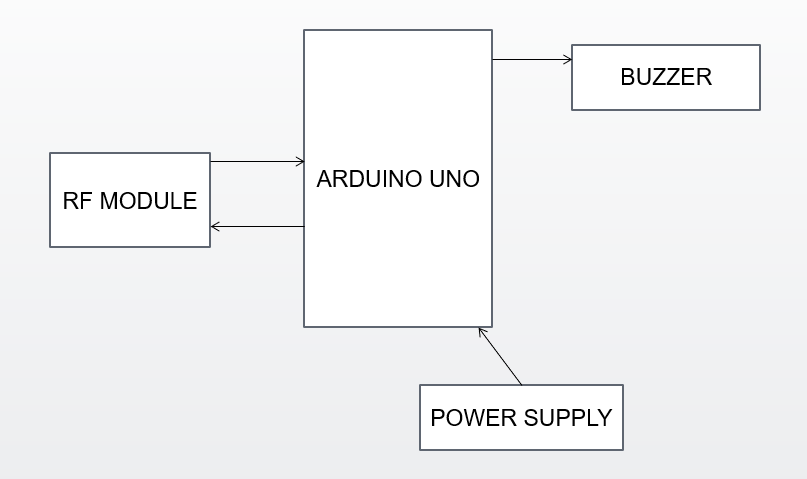 BUZZER
ARDUINO UNO
RF MODULE
POWER SUPPLY